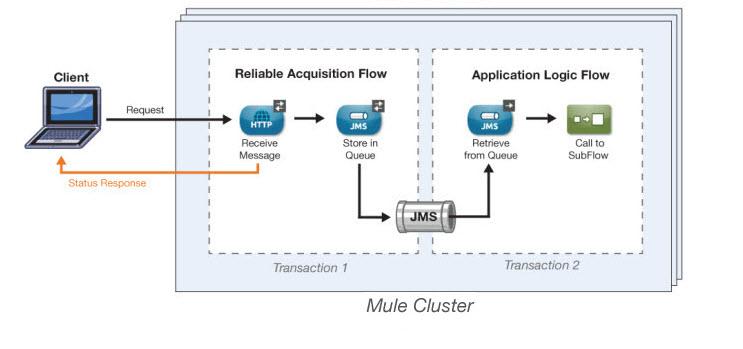 Client
Request
Status Response
Reliable Acquisition Flow
HTTP
Receive
Message
JMS
Store in
Queue
JMS
Application Logic Flow
JMS
Retrieve
from Queue
Call to
SubFlow
Transaction 1
Transaction 2
Mule Cluster